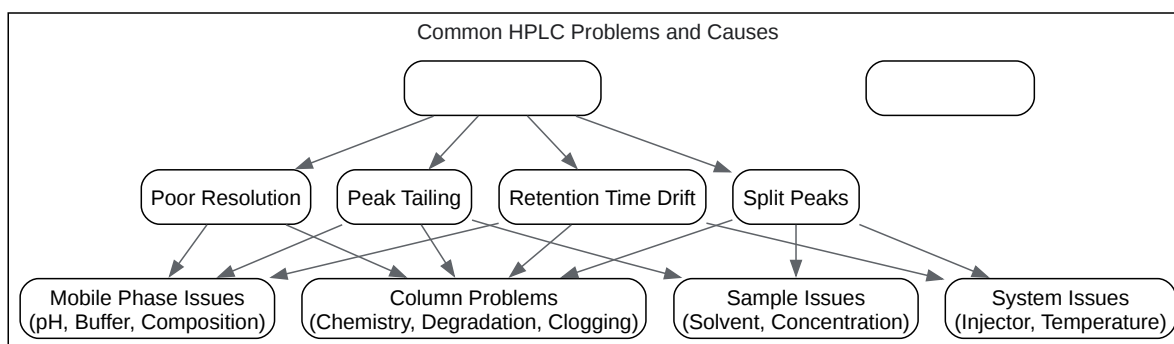 Common HPLC Problems and Causes
Poor Resolution
Peak Tailing
Retention Time Drift
Split Peaks
Mobile Phase Issues
(pH, Buffer, Composition)
Column Problems
(Chemistry, Degradation, Clogging)
Sample Issues
(Solvent, Concentration)
System Issues
(Injector, Temperature)